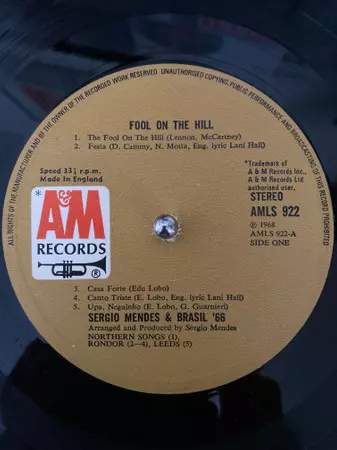 ALL RIGHTS OF THE MANUFACTURER AND OF THE OWNER OF THE RECORDED WORK RESERVED UNAUTHORISED COPYING, PUBLIC PERFORMANCE AND BROADCASTING OF THIS RECORD PROHIBITED
FOOL ON THE HILL
1. The Fool On The Hill (Lennon, McCartney)
2. Festa (D. Cammy, N. Motta, Eng. lyric Lani Hall)
Speed 33⅓ r.p.m.
Made In England
*Trademark of
A & M Records Inc.,
A & M Records Ltd
authorised user.
STEREO
AMLS 922
℗ 1968
AMLS 922-A
SIDE ONE
*
A&M
RECORDS
®
3. Casa Forte (Edu Lobo)
4. Canto Triste (E. Lobo, Eng. lyric Lani Hall)
5. Upa, Neguinho (E. Lobo, G. Guarnieri)
SERGIO MENDES & BRASIL '66
Arranged and Produced by Sergio Mendes
NORTHERN SONGS (1),
RONDOR (2—4), LEEDS (5)